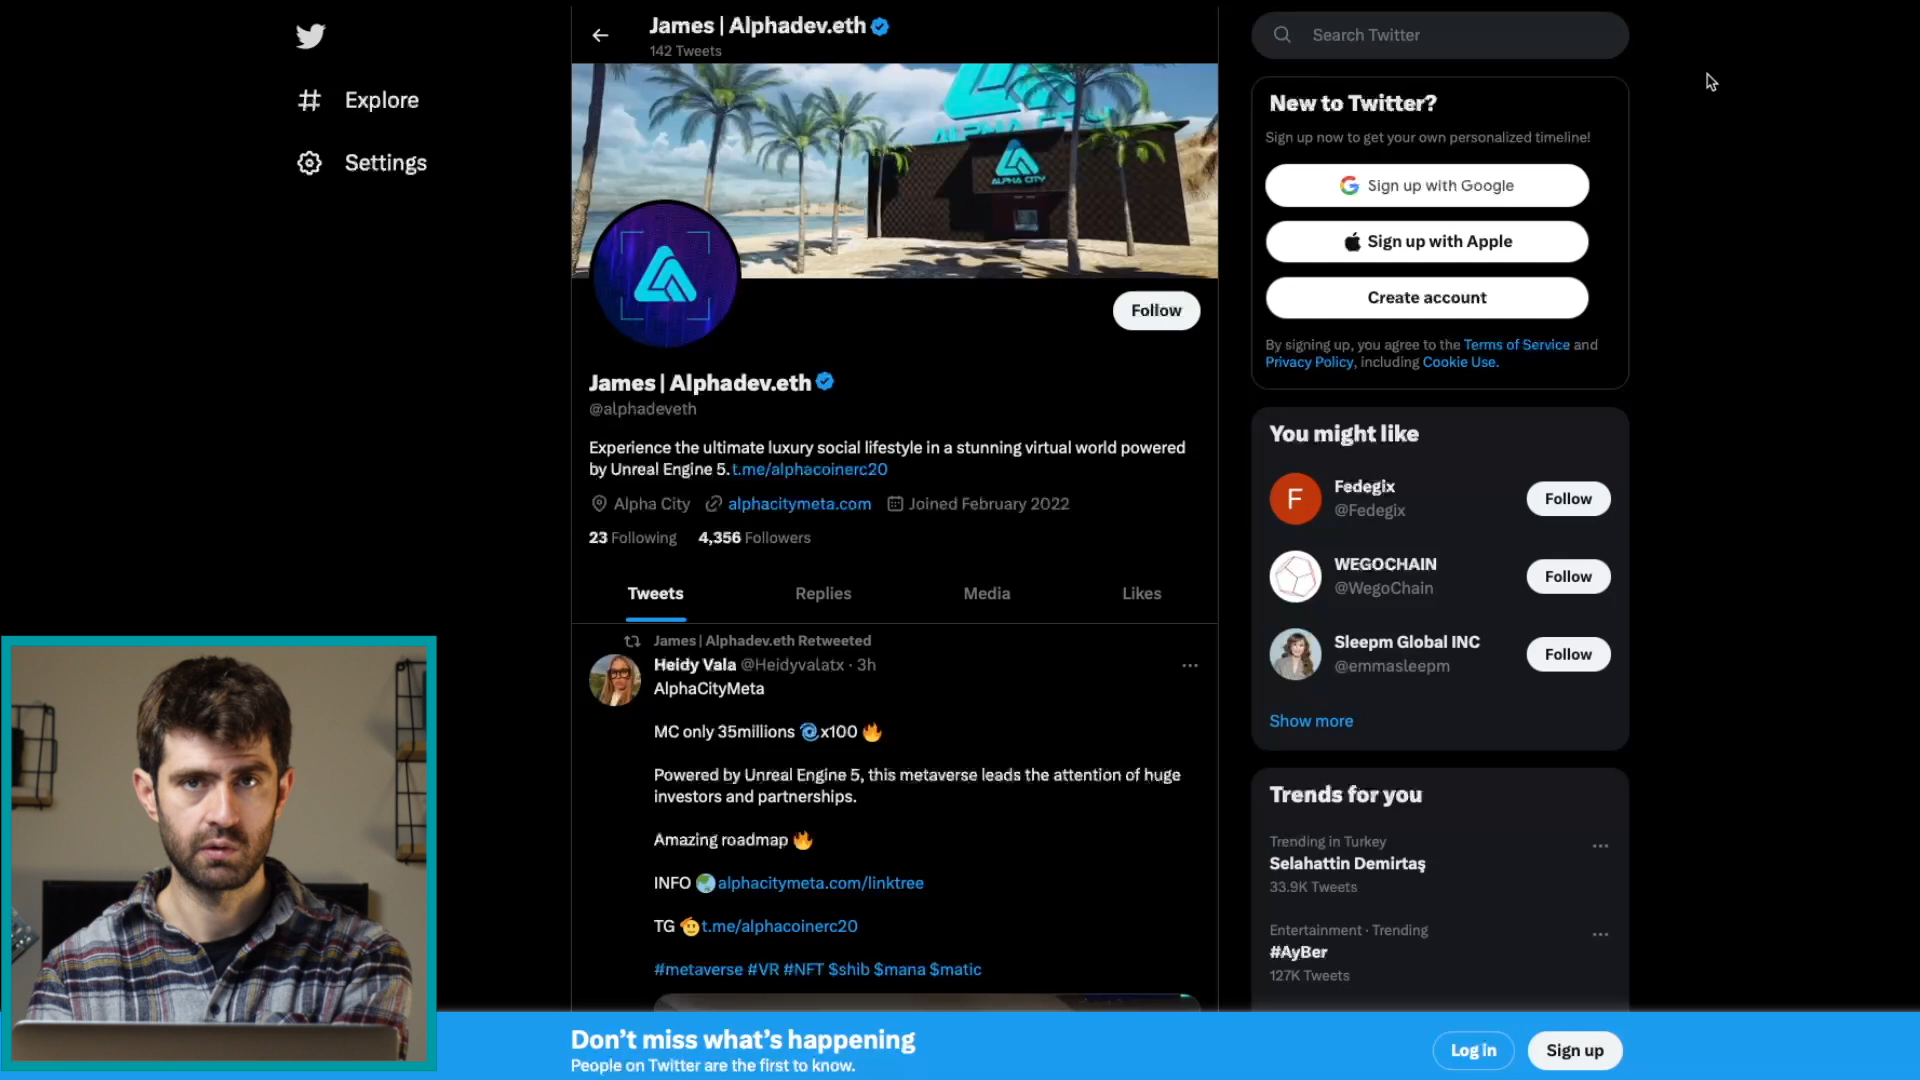 Explore
Settings
James | Alphadev.eth
142 Tweets
ALPHA CITY
ALPHA CITY
Follow
James | Alphadev.eth
@alphadeveth
Experience the ultimate luxury social lifestyle in a stunning virtual world powered
by Unreal Engine 5.t.me/alphacoinerc20
Alpha City alphacitymeta.com Joined February 2022
23 Following 4,356 Followers
Tweets Replies Media Likes
James | Alphadev.eth Retweeted
Heidy Vala @Heidyvalatx · 3h
AlphaCityMeta
MC only 35millions 🌀x100 🔥
Powered by Unreal Engine 5, this metaverse leads the attention of huge
investors and partnerships.
Amazing roadmap 🔥
INFO 🌏alphacitymeta.com/linktree
TG 🫡t.me/alphacoinerc20
#metaverse #VR #NFT $shib $mana $matic
Search Twitter
New to Twitter?
Sign up now to get your own personalized timeline!
Sign up with Google
Sign up with Apple
Create account
By signing up, you agree to the Terms of Service and
Privacy Policy, including Cookie Use.
You might like
F
Fedegix
@Fedegix
Follow
WEGOCHAIN
@WegoChain
Follow
Sleepm Global INC
@emmasleepm
Follow
Show more
Trends for you
Trending in Turkey
Selahattin Demirtaş
33.9K Tweets
Entertainment · Trending
#AyBer
127K Tweets
Don't miss what's happening
People on Twitter are the first to know.
Log in
Sign up